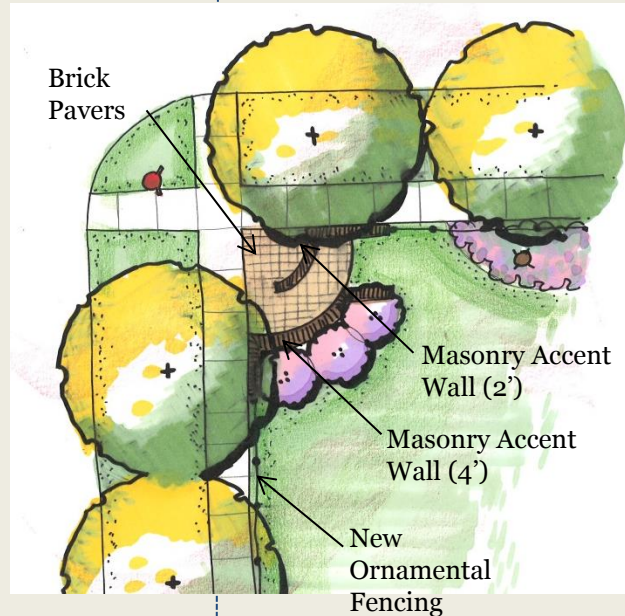 Brick
Pavers
Masonry Accent
Wall (2’)
Masonry Accent
Wall (4’)
New
Ornamental
Fencing